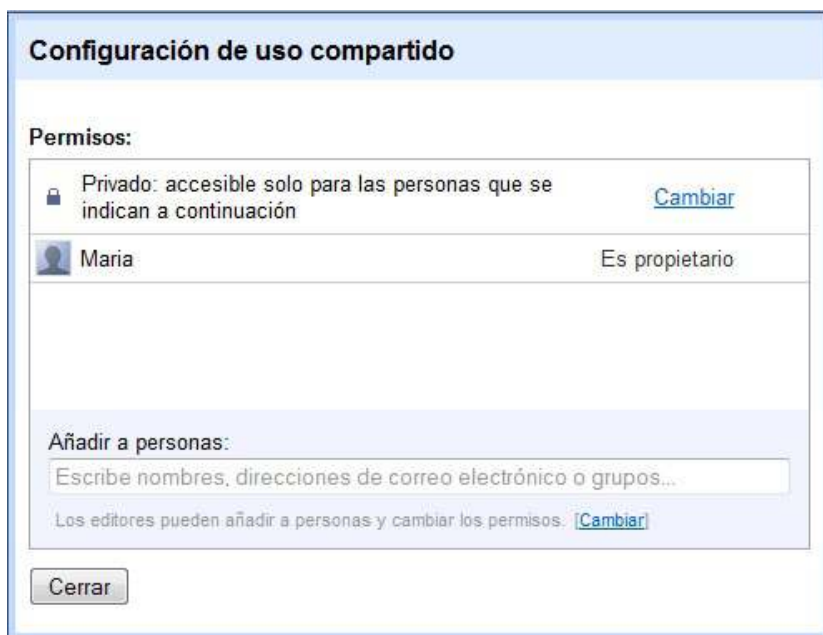 Configuración de uso compartido
Permisos:
Privado: accesible solo para las personas que se
indican a continuación
Cambiar
Maria
Es propietario
Añadir a personas:
Escribe nombres, direcciones de correo electrónico o grupos...
Los editores pueden añadir a personas y cambiar los permisos. [Cambiar]
Cerrar